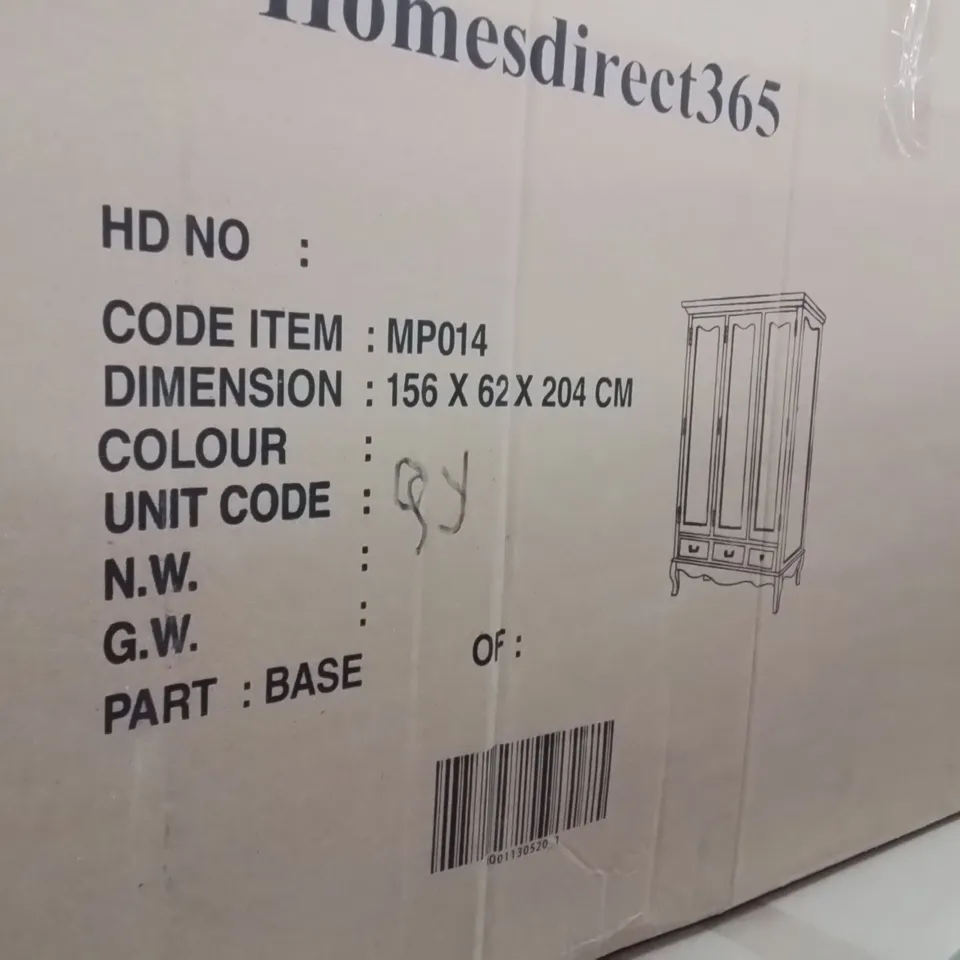 Homesdirect365
HD NO :
CODE ITEM : MP014
DIMENSION : 156 X 62 X 204 CM
COLOUR :
UNIT CODE :
N.W. :
G.W. :
PART : BASE OF :